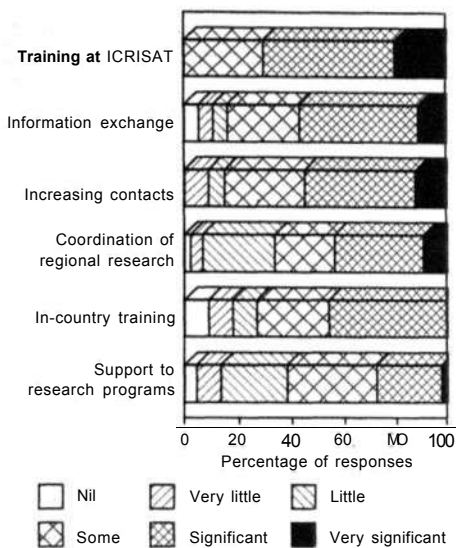 Training at ICRISAT
Information exchange
Increasing contacts
Coordination of
regional research
In-country training
Support to
research programs
0 20 40 60 MO 100
Percentage of responses
Nil Very little Little
Some Significant Very significant